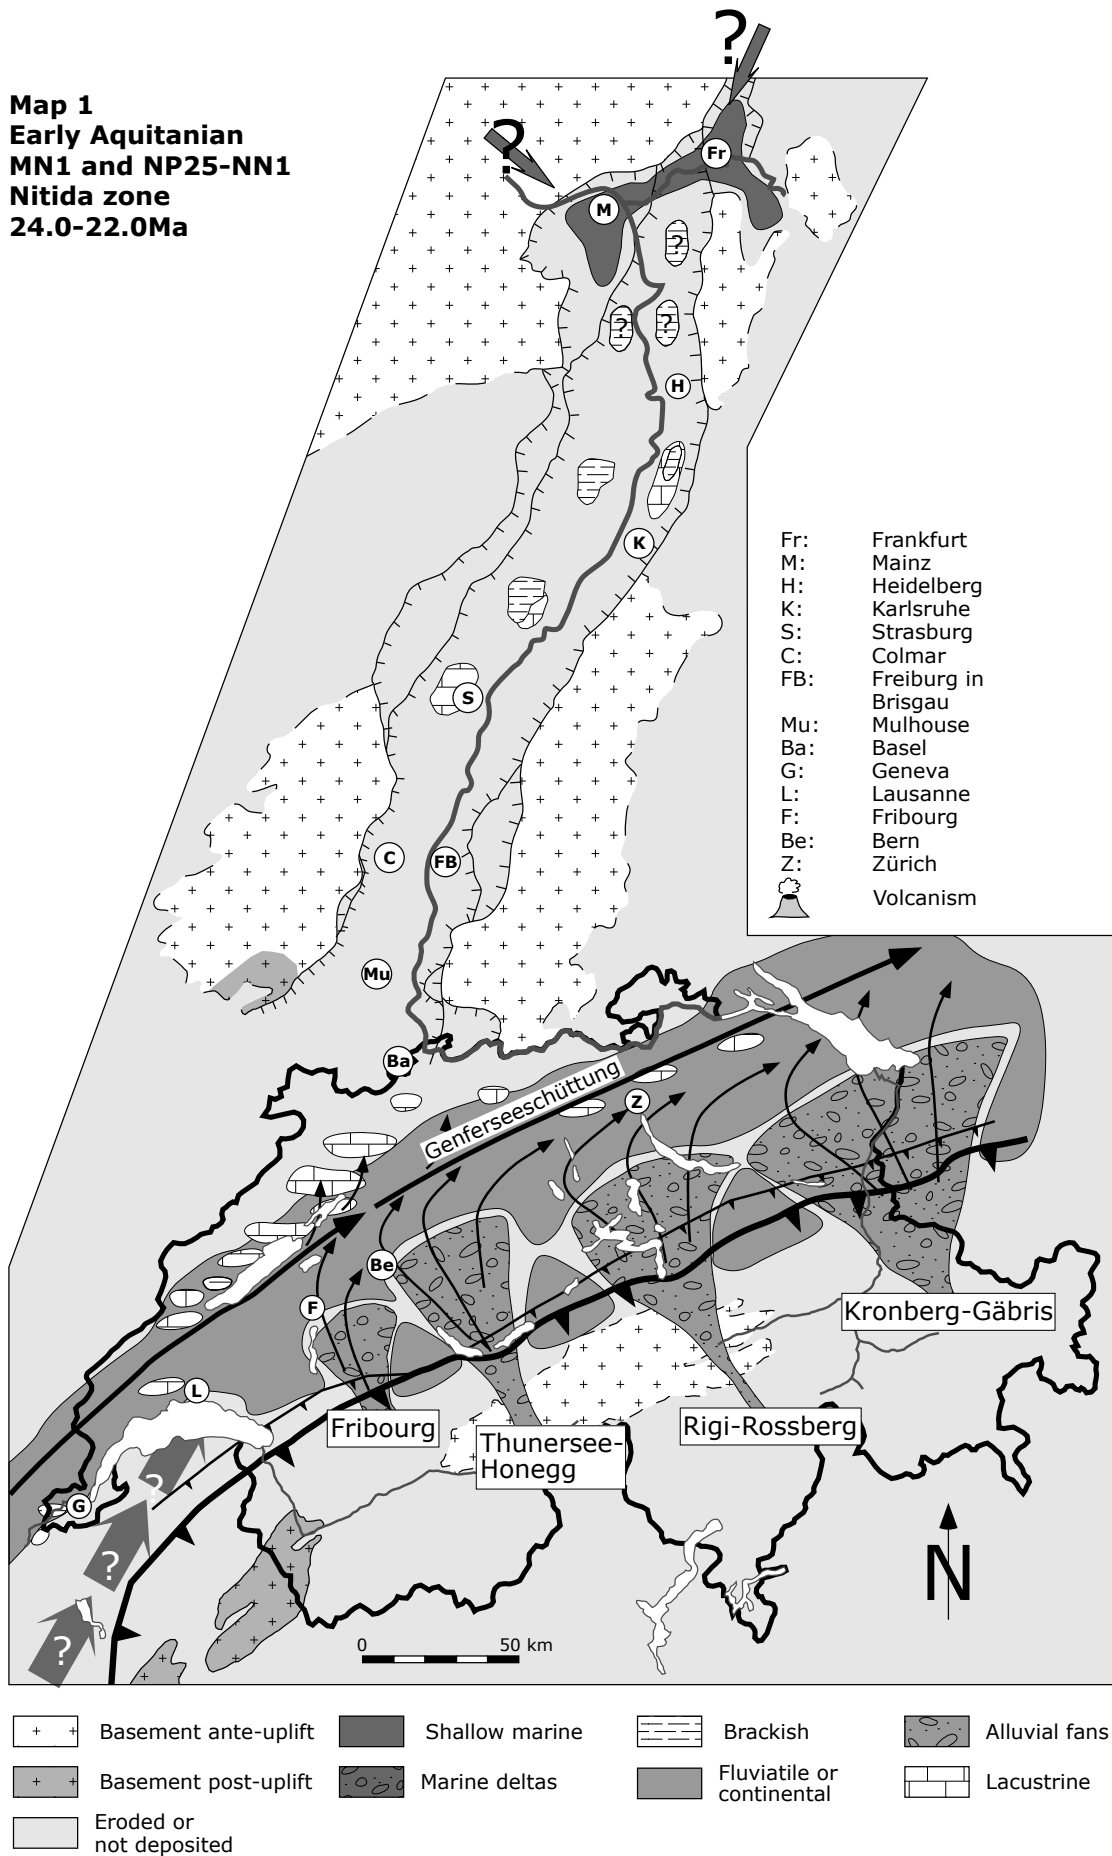 Map 1
Early Aquitanian
MN1 and NP25-NN1
Nitida zone
24.0-22.0Ma
?
?
Fr
M
?
?
?
H
K
S
C
FB
Mu
Ba
Fr: Frankfurt
M: Mainz
H: Heidelberg
K: Karlsruhe
S: Strasburg
C: Colmar
FB: Freiburg in
Brisgau
Mu: Mulhouse
Ba: Basel
G: Geneva
L: Lausanne
F: Fribourg
Be: Bern
Z: Zürich
Volcanism
Genferseeschüttung
Z
Be
F
L
G
Kronberg-Gäbris
Rigi-Rossberg
Fribourg
Thunersee-
Honegg
?
?
?
N
0 50 km
Basement ante-uplift
Shallow marine
Brackish
Alluvial fans
Basement post-uplift
Marine deltas
Fluviatile or
continental
Lacustrine
Eroded or
not deposited